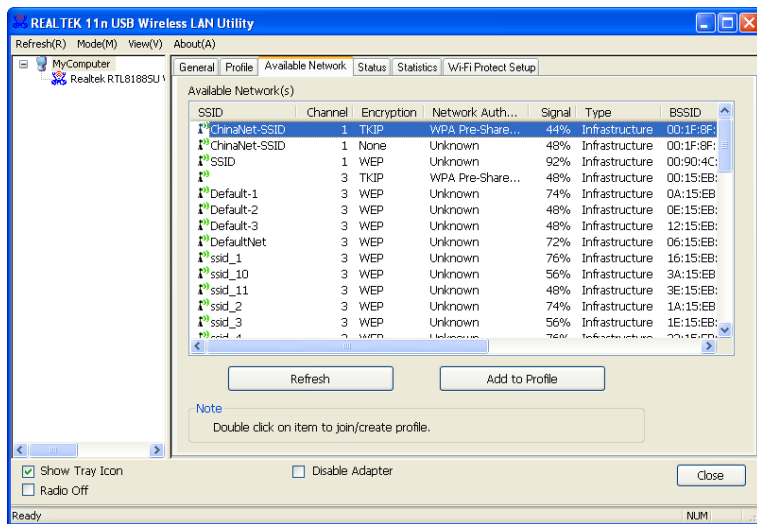 REALTEK 11n USB Wireless LAN Utility
Refresh(R) Mode(M) View(V) About(A)
MyComputer
Realtek RTL8188SU
General Profile Available Network Status Statistics Wi-Fi Protect Setup
Available Network(s)
SSID Channel Encryption Network Auth... Signal Type BSSID
ChinaNet-SSID 1 TKIP WPA Pre-Share... 44% Infrastructure 00:1F:8F:
ChinaNet-SSID 1 None Unknown 48% Infrastructure 00:1F:8F:
SSID 1 WEP Unknown 92% Infrastructure 00:90:4C:
3 TKIP WPA Pre-Share... 48% Infrastructure 00:15:EB:
Default-1 3 WEP Unknown 74% Infrastructure 0A:15:EB
Default-2 3 WEP Unknown 48% Infrastructure 0E:15:EB:
Default-3 3 WEP Unknown 48% Infrastructure 12:15:EB:
DefaultNet 3 WEP Unknown 72% Infrastructure 06:15:EB:
ssid_1 3 WEP Unknown 76% Infrastructure 16:15:EB:
ssid_10 3 WEP Unknown 56% Infrastructure 3A:15:EB
ssid_11 3 WEP Unknown 48% Infrastructure 3E:15:EB:
ssid_2 3 WEP Unknown 74% Infrastructure 1A:15:EB
ssid_3 3 WEP Unknown 56% Infrastructure 1E:15:EB:
ssid_4 3 WEP Unknown 76% Infrastructure
Refresh Add to Profile
Note
Double click on item to join/create profile.
Show Tray Icon Disable Adapter Close
Radio Off
Ready NUM